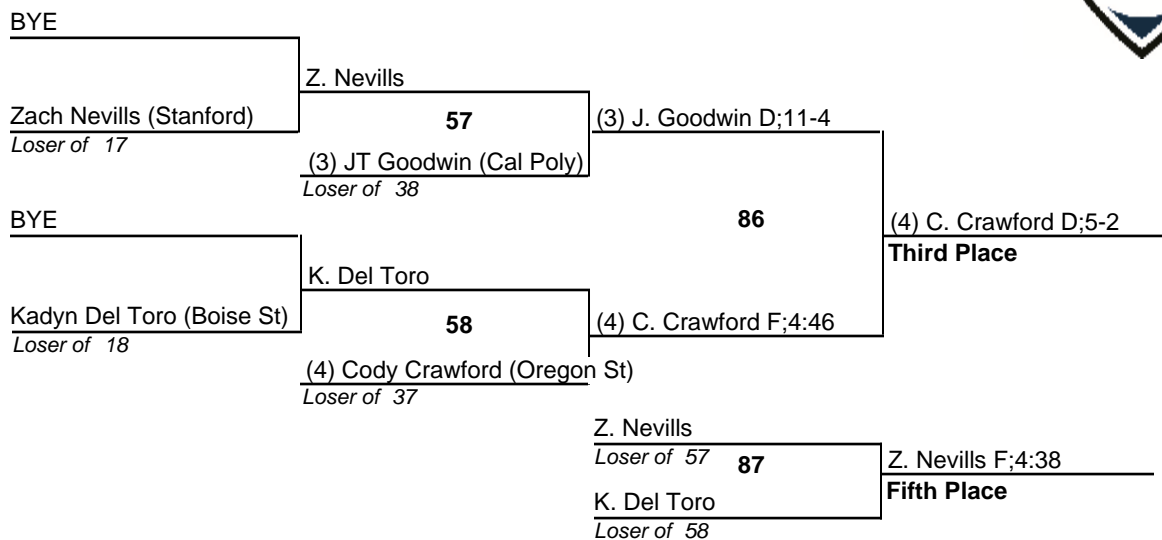 BYE
Z. Nevills
Zach Nevills (Stanford)
Loser of 17
57
(3) J. Goodwin D;11-4
(3) JT Goodwin (Cal Poly)
Loser of 38
BYE
86
(4) C. Crawford D;5-2
Third Place
K. Del Toro
Kadyn Del Toro (Boise St)
Loser of 18
58
(4) C. Crawford F;4:46
(4) Cody Crawford (Oregon St)
Loser of 37
Z. Nevills
Loser of 57
87
Z. Nevills F;4:38
Fifth Place
K. Del Toro
Loser of 58